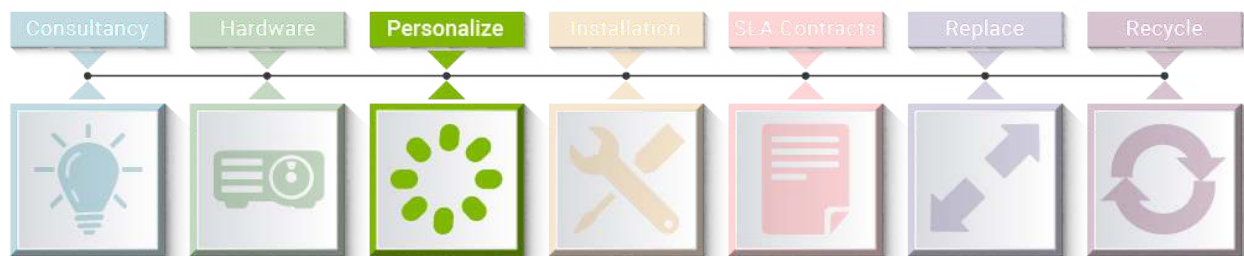 Consultancy
Hardware
Personalize
Installation
SLA Contracts
Replace
Recycle